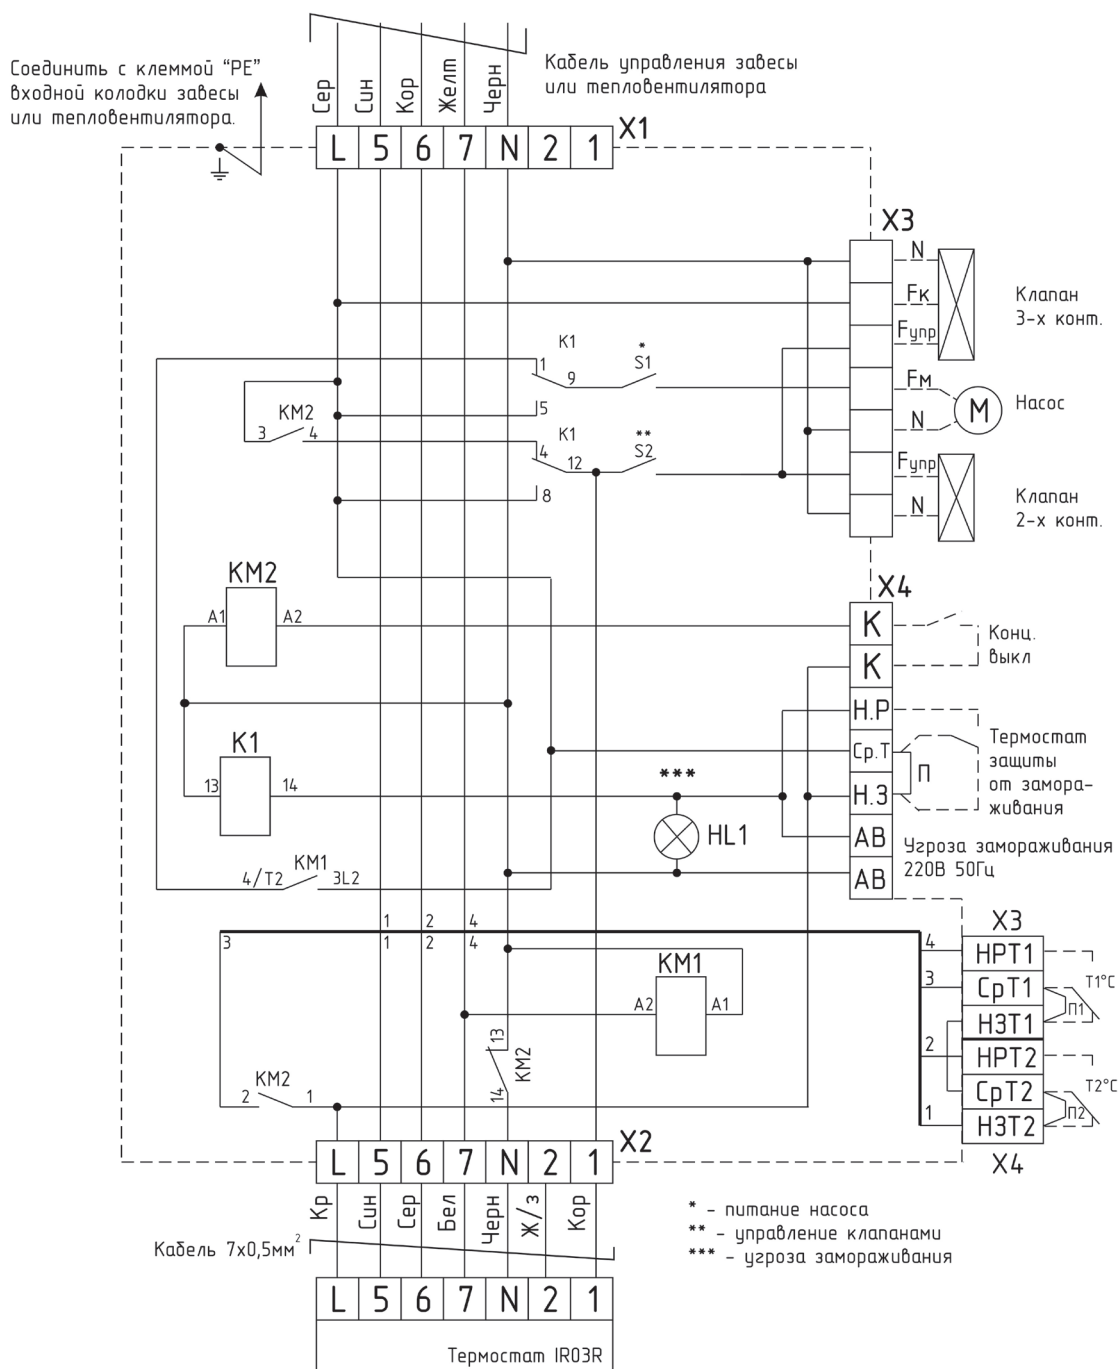 Соединить с клеммой “PE”
входной колодки завесы
или тепловентилятора.
Кабель управления завесы
или тепловентилятора
Сер
Син
Кор
Желт
Черн
L 5 6 7 N 2 1
X1
X3
N
Fк
Fупр
Клапан
3-х конт.
Fм
N
M
Насос
Fупр
N
Клапан
2-х конт.
K1
1
9
*
S1
5
KM2
3
4
K1
4
12
**
S2
8
KM2
A1
A2
X4
К
К
Н.Р
Ср.Т
Н.З
АВ
АВ
Конц.
выкл
Термостат
защиты
от замора-
живания
П
Угроза замораживания
220В 50Гц
K1
13
14
***
HL1
KM1
4/T2
3L2
1 2 4
3
1 2 4
KM1
A2
A1
13
KM2
14
KM2
2
1
X3
4
НРТ1
3
СрТ1
НЗТ1
2
НРТ2
СрТ2
1
НЗТ2
X4
T1°C
П1
T2°C
П2
X2
L 5 6 7 N 2 1
Кр
Син
Сер
Бел
Черн
Ж/з
Кор
* - питание насоса
** - управление клапанами
*** - угроза замораживания
Кабель 7х0,5мм²
L 5 6 7 N 2 1
Термостат IR03R